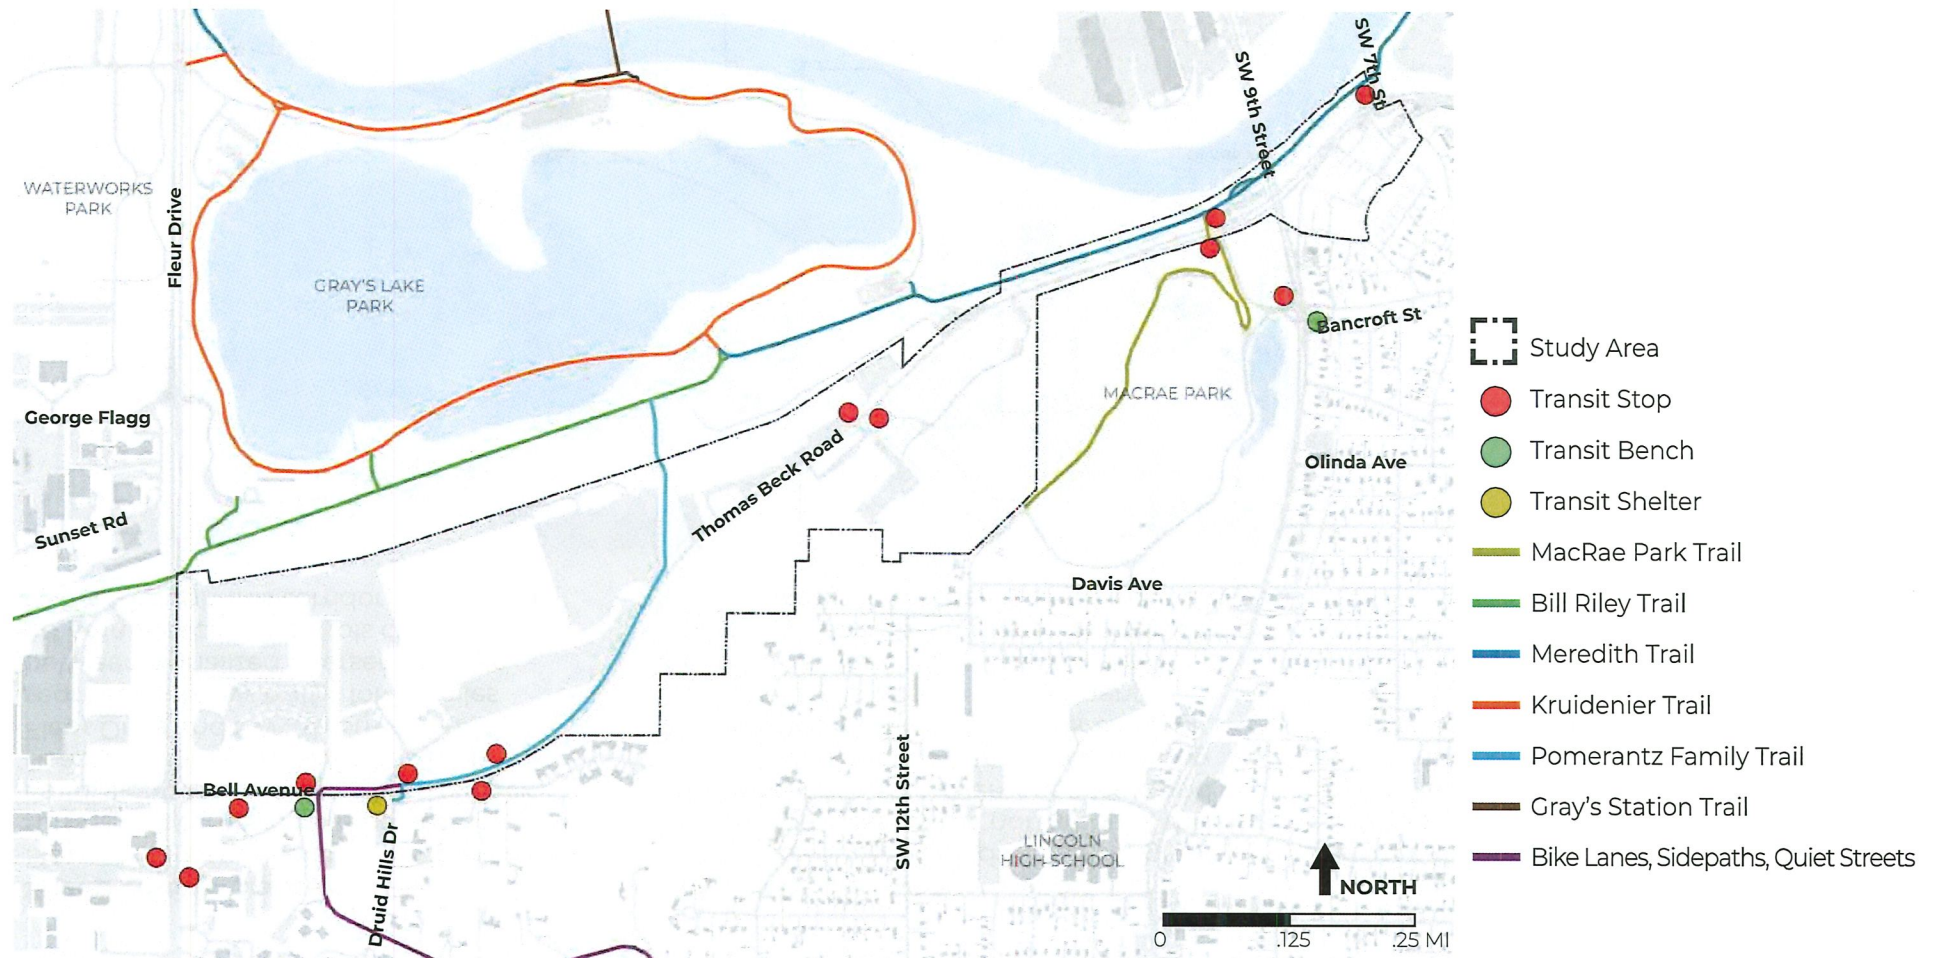 SW 7th St
SW 9th Street
WATERWORKS
PARK
Fleur Drive
GRAY'S LAKE
PARK
Bancroft St
MACRAE PARK
George Flagg
Thomas Beck Road
Olinda Ave
Sunset Rd
Davis Ave
Bell Avenue
SW 12th Street
Druid Hills Dr
LINCOLN
HIGH SCHOOL
NORTH
0 .125 .25 MI
Study Area
Transit Stop
Transit Bench
Transit Shelter
MacRae Park Trail
Bill Riley Trail
Meredith Trail
Kruidenier Trail
Pomerantz Family Trail
Gray's Station Trail
Bike Lanes, Sidepaths, Quiet Streets